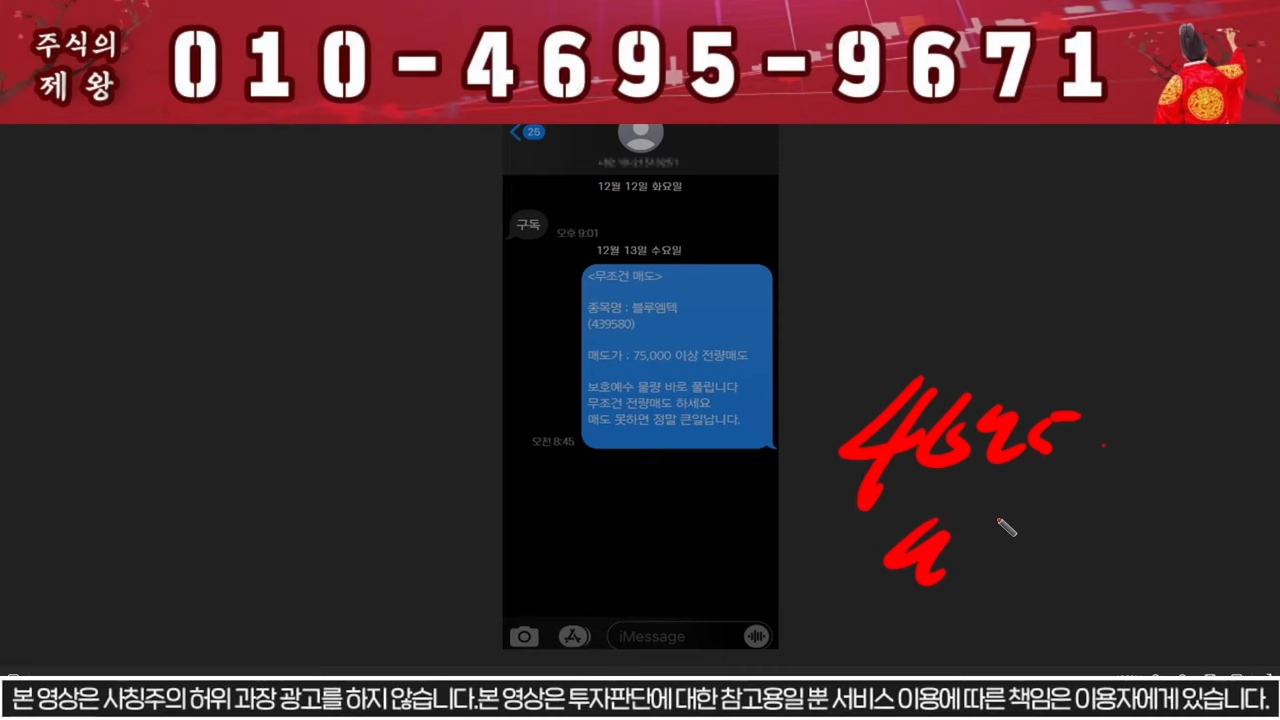 주식의
제왕
010-4695-9671
25
12월 12일 화요일
구독
오후 9:01
12월 13일 수요일
<무조건 매도>
종목명 : 블루엠텍
(439580)
매도가 : 75,000 이상 전량매도
보호예수 물량 바로 풀립니다
무조건 전량매도 하세요
매도 못하면 정말 큰일납니다.
오전 8:45
4695
iMessage
본 영상은 사칭주의 허위 과장 광고를 하지 않습니다.본 영상은 투자판단에 대한 참고용일 뿐 서비스 이용에 따른 책임은 이용자에게 있습니다.